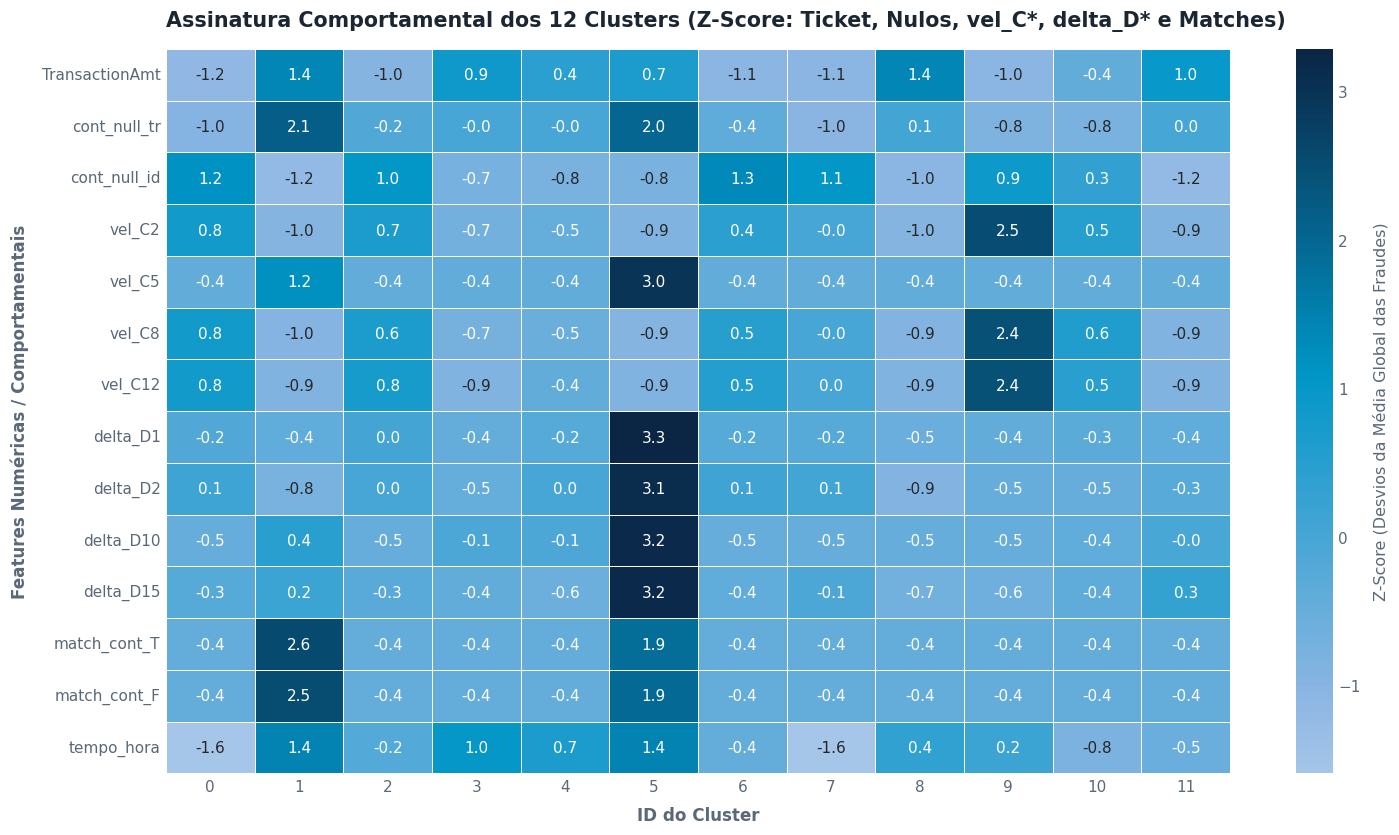 Assinatura Comportamental dos 12 Clusters (Z-Score: Ticket, Nulos, vel_C*, delta_D* e Matches)
Features Numéricas / Comportamentais
TransactionAmt -1.2 1.4 -1.0 0.9 0.4 0.7 -1.1 -1.1 1.4 -1.0 -0.4 1.0
cont_null_tr -1.0 2.1 -0.2 -0.0 -0.0 2.0 -0.4 -1.0 0.1 -0.8 -0.8 0.0
cont_null_id 1.2 -1.2 1.0 -0.7 -0.8 -0.8 1.3 1.1 -1.0 0.9 0.3 -1.2
vel_C2 0.8 -1.0 0.7 -0.7 -0.5 -0.9 0.4 -0.0 -1.0 2.5 0.5 -0.9
vel_C5 -0.4 1.2 -0.4 -0.4 -0.4 3.0 -0.4 -0.4 -0.4 -0.4 -0.4 -0.4
vel_C8 0.8 -1.0 0.6 -0.7 -0.5 -0.9 0.5 -0.0 -0.9 2.4 0.6 -0.9
vel_C12 0.8 -0.9 0.8 -0.9 -0.4 -0.9 0.5 0.0 -0.9 2.4 0.5 -0.9
delta_D1 -0.2 -0.4 0.0 -0.4 -0.2 3.3 -0.2 -0.2 -0.5 -0.4 -0.3 -0.4
delta_D2 0.1 -0.8 0.0 -0.5 0.0 3.1 0.1 0.1 -0.9 -0.5 -0.5 -0.3
delta_D10 -0.5 0.4 -0.5 -0.1 -0.1 3.2 -0.5 -0.5 -0.5 -0.5 -0.4 -0.0
delta_D15 -0.3 0.2 -0.3 -0.4 -0.6 3.2 -0.4 -0.1 -0.7 -0.6 -0.4 0.3
match_cont_T -0.4 2.6 -0.4 -0.4 -0.4 1.9 -0.4 -0.4 -0.4 -0.4 -0.4 -0.4
match_cont_F -0.4 2.5 -0.4 -0.4 -0.4 1.9 -0.4 -0.4 -0.4 -0.4 -0.4 -0.4
tempo_hora -1.6 1.4 -0.2 1.0 0.7 1.4 -0.4 -1.6 0.4 0.2 -0.8 -0.5
0 1 2 3 4 5 6 7 8 9 10 11
ID do Cluster
3
2
1
0
−1
Z-Score (Desvios da Média Global das Fraudes)